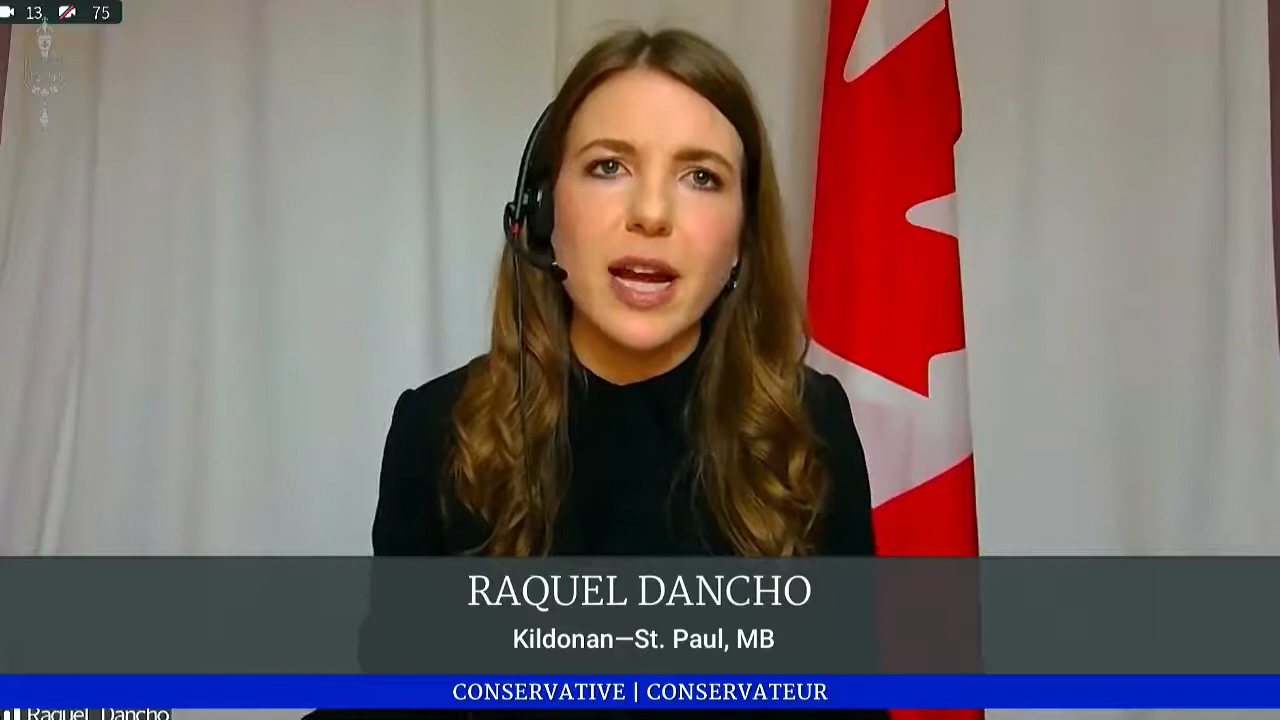 13 75
RAQUEL DANCHO
Kildonan—St. Paul, MB
CONSERVATIVE | CONSERVATEUR
Raquel Dancho